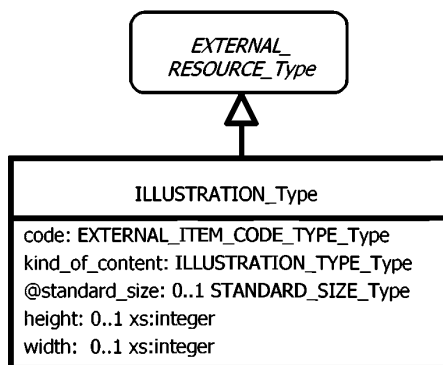 EXTERNAL_
RESOURCE_Type
ILLUSTRATION_Type
code: EXTERNAL_ITEM_CODE_TYPE_Type
kind_of_content: ILLUSTRATION_TYPE_Type
@standard_size: 0..1 STANDARD_SIZE_Type
height: 0..1 xs:integer
width: 0..1 xs:integer